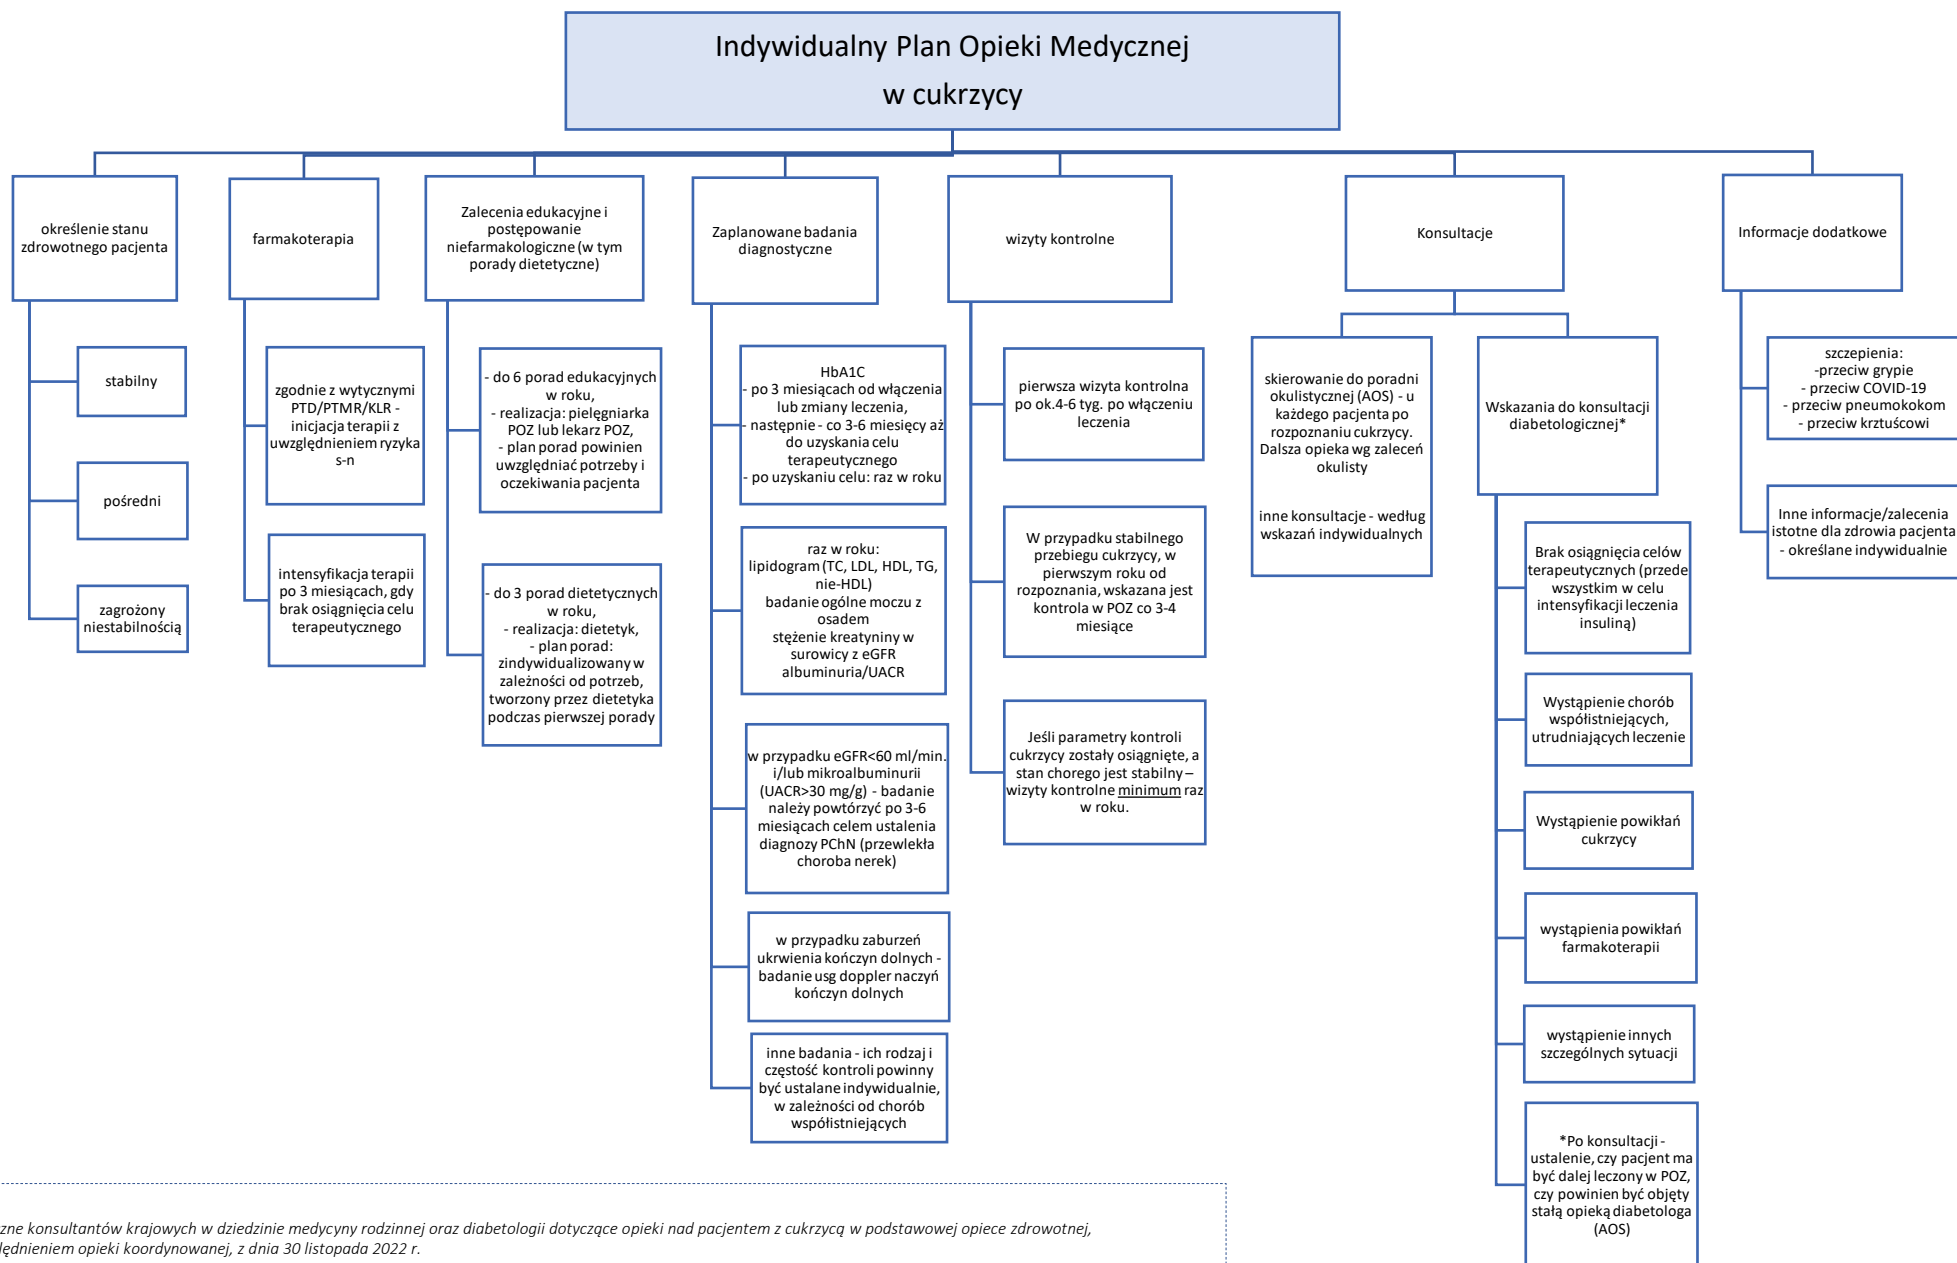 Indywidualny Plan Opieki Medycznej
w cukrzycy
określenie stanu
zdrowotnego pacjenta
stabilny
pośredni
zagrożony
niestabilnością
farmakoterapia
zgodnie z wytycznymi
PTD/PTMR/KLR -
inicjacja terapii z
uwzględnieniem ryzyka
s-n
intensyfikacja terapii
po 3 miesiącach, gdy
brak osiągnięcia celu
terapeutycznego
Zalecenia edukacyjne i
postępowanie
niefarmakologiczne (w tym
porady dietetyczne)
- do 6 porad edukacyjnych
w roku,
- realizacja: pielęgniarka
POZ lub lekarz POZ,
- plan porad powinien
uwzględniać potrzeby i
oczekiwania pacjenta
- do 3 porad dietetycznych
w roku,
- realizacja: dietetyk,
- plan porad:
zindywidualizowany w
zależności od potrzeb,
tworzony przez dietetyka
podczas pierwszej porady
Zaplanowane badania
diagnostyczne
HbA1C
- po 3 miesiącach od włączenia
lub zmiany leczenia,
- następnie - co 3-6 miesięcy aż
do uzyskania celu
terapeutycznego
- po uzyskaniu celu: raz w roku
raz w roku:
lipidogram (TC, LDL, HDL, TG,
nie-HDL)
badanie ogólne moczu z
osadem
stężenie kreatyniny w
surowicy z eGFR
albuminuria/UACR
w przypadku eGFR<60 ml/min.
i/lub mikroalbuminurii
(UACR>30 mg/g) - badanie
należy powtórzyć po 3-6
miesiącach celem ustalenia
diagnozy PChN (przewlekła
choroba nerek)
w przypadku zaburzeń
ukrwienia kończyn dolnych -
badanie usg doppler naczyń
kończyn dolnych
inne badania - ich rodzaj i
częstość kontroli powinny
być ustalane indywidualnie,
w zależności od chorób
współistniejących
wizyty kontrolne
pierwsza wizyta kontrolna
po ok.4-6 tyg. po włączeniu
leczenia
W przypadku stabilnego
przebiegu cukrzycy, w
pierwszym roku od
rozpoznania, wskazana jest
kontrola w POZ co 3-4
miesiące
Jeśli parametry kontroli
cukrzycy zostały osiągnięte, a
stan chorego jest stabilny –
wizyty kontrolne minimum raz
w roku.
Konsultacje
skierowanie do poradni
okulistycznej (AOS) - u
każdego pacjenta po
rozpoznaniu cukrzycy.
Dalsza opieka wg zaleceń
okulisty
inne konsultacje - według
wskazań indywidualnych
Wskazania do konsultacji
diabetologicznej*
Brak osiągnięcia celów
terapeutycznych (przede
wszystkim w celu
intensyfikacji leczenia
insuliną)
Wystąpienie chorób
współistniejących,
utrudniających leczenie
Wystąpienie powikłań
cukrzycy
wystąpienia powikłań
farmakoterapii
wystąpienie innych
szczególnych sytuacji
*Po konsultacji -
ustalenie, czy pacjent ma
być dalej leczony w POZ,
czy powinien być objęty
stałą opieką diabetologa
(AOS)
Informacje dodatkowe
szczepienia:
-przeciw grypie
- przeciw COVID-19
- przeciw pneumokokom
- przeciw krztuścowi
Inne informacje/zalecenia
istotne dla zdrowia pacjenta
- określane indywidualnie
zne konsultantów krajowych w dziedzinie medycyny rodzinnej oraz diabetologii dotyczące opieki nad pacjentem z cukrzycą w podstawowej opiece zdrowotnej,
lędnieniem opieki koordynowanej, z dnia 30 listopada 2022 r.